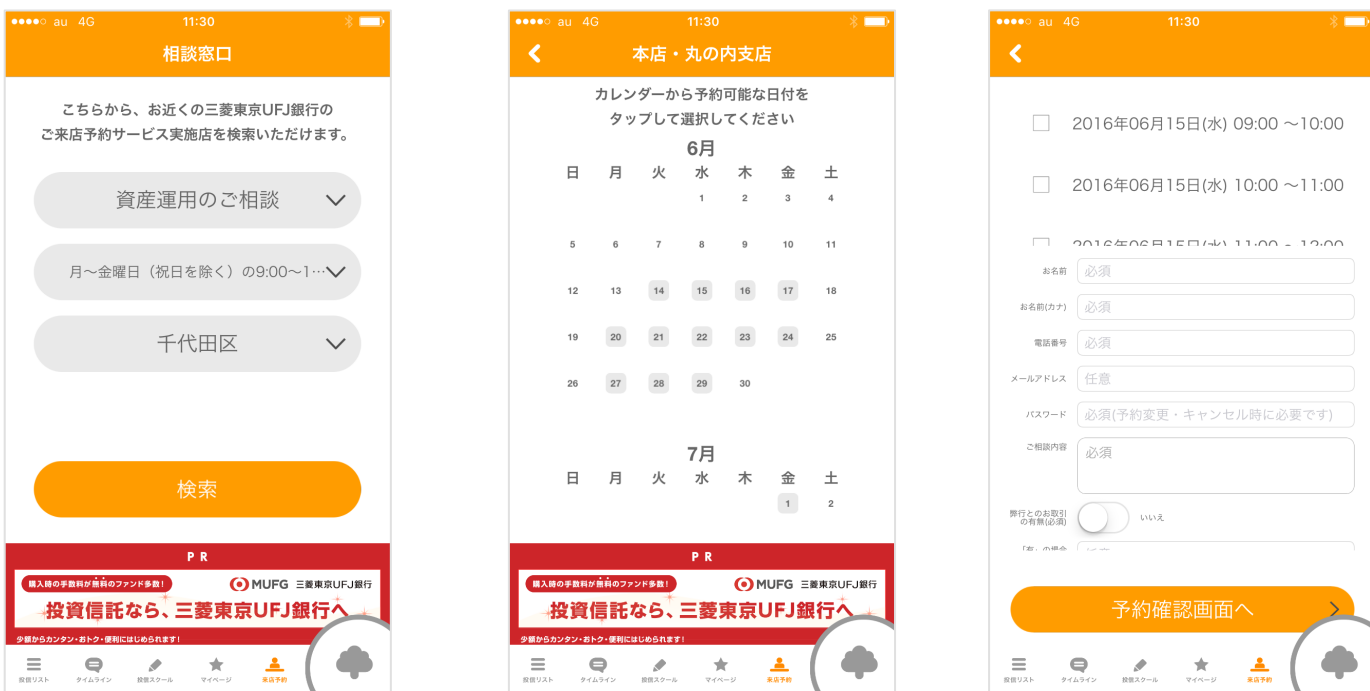 au 4G 11:30
相談窓口
こちらから、お近くの三菱東京UFJ銀行の
ご来店予約サービス実施店を検索いただけます。
資産運用のご相談
月〜金曜日（祝日を除く）の9:00〜1…
千代田区
検索
PR
購入時の手数料が無料のファンド多数！
MUFG 三菱東京UFJ銀行
投資信託なら、三菱東京UFJ銀行へ
少額からカンタン・おトク・便利にはじめられます！
投信リスト タイムライン 投信スクール マイページ 来店予約
au 4G 11:30
本店・丸の内支店
カレンダーから予約可能な日付を
タップして選択してください
6月
日 月 火 水 木 金 土
1 2 3 4
5 6 7 8 9 10 11
12 13 14 15 16 17 18
19 20 21 22 23 24 25
26 27 28 29 30
7月
日 月 火 水 木 金 土
1 2
PR
購入時の手数料が無料のファンド多数！
MUFG 三菱東京UFJ銀行
投資信託なら、三菱東京UFJ銀行へ
少額からカンタン・おトク・便利にはじめられます！
投信リスト タイムライン 投信スクール マイページ 来店予約
au 4G 11:30
2016年06月15日(水) 09:00 〜10:00
2016年06月15日(水) 10:00 〜11:00
2016年06月15日(水) 11:00 〜12:00
お名前 必須
お名前(カナ) 必須
電話番号 必須
メールアドレス 任意
パスワード 必須(予約変更・キャンセル時に必要です)
ご相談内容 必須
弊行とのお取引
の有無(必須) いいえ
「有」の場合 任意
予約確認画面へ
投信リスト タイムライン 投信スクール マイページ 来店予約